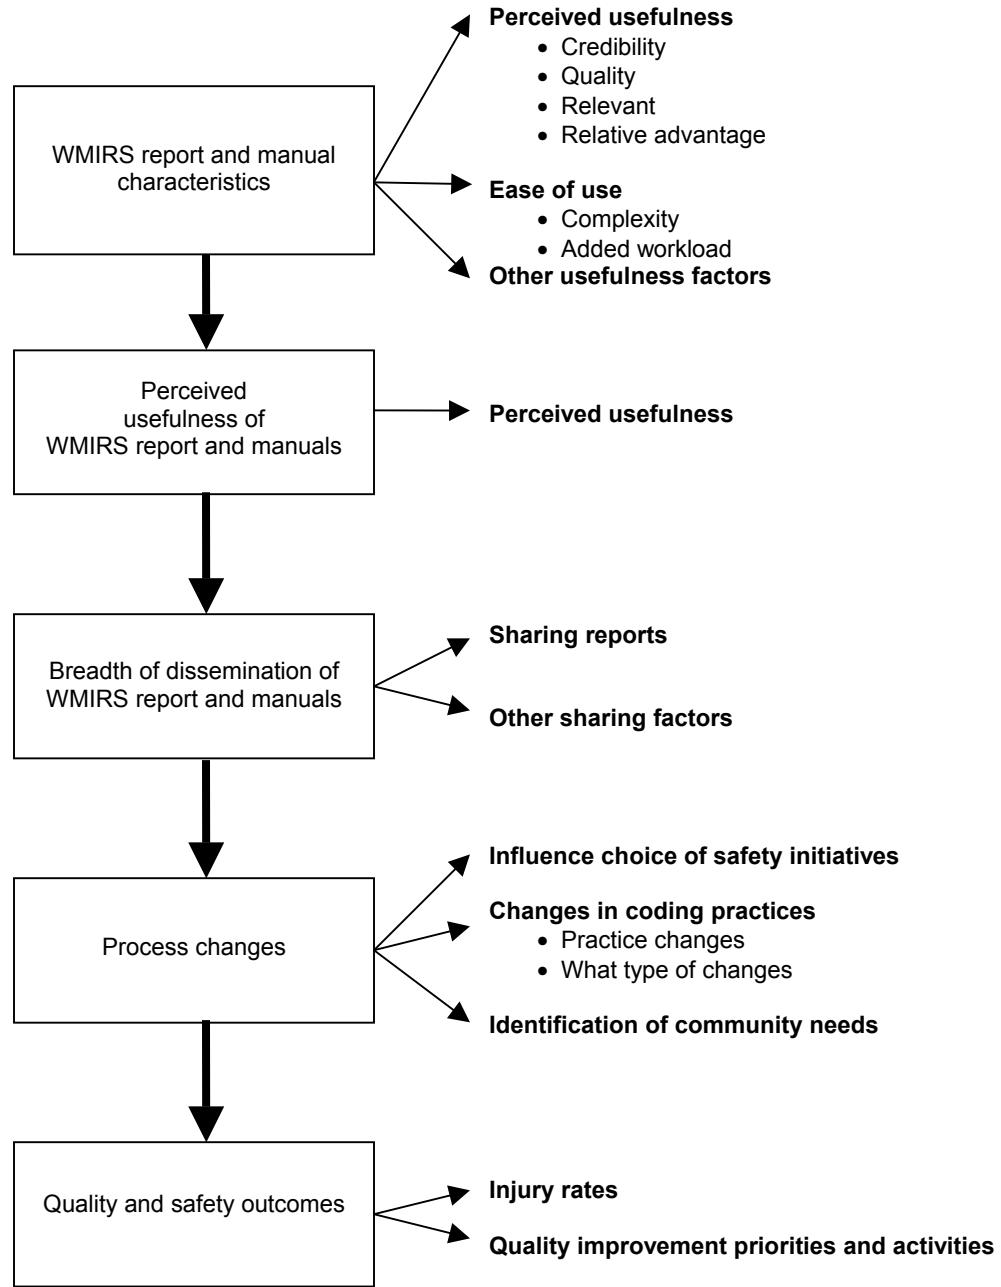 Perceived usefulness
• Credibility
• Quality
• Relevant
• Relative advantage
WMIRS report and manual
characteristics
Ease of use
• Complexity
• Added workload
Other usefulness factors
Perceived
usefulness of
WMIRS report and manuals
Perceived usefulness
Breadth of dissemination of
WMIRS report and manuals
Sharing reports
Other sharing factors
Process changes
Influence choice of safety initiatives
Changes in coding practices
• Practice changes
• What type of changes
Identification of community needs
Quality and safety outcomes
Injury rates
Quality improvement priorities and activities